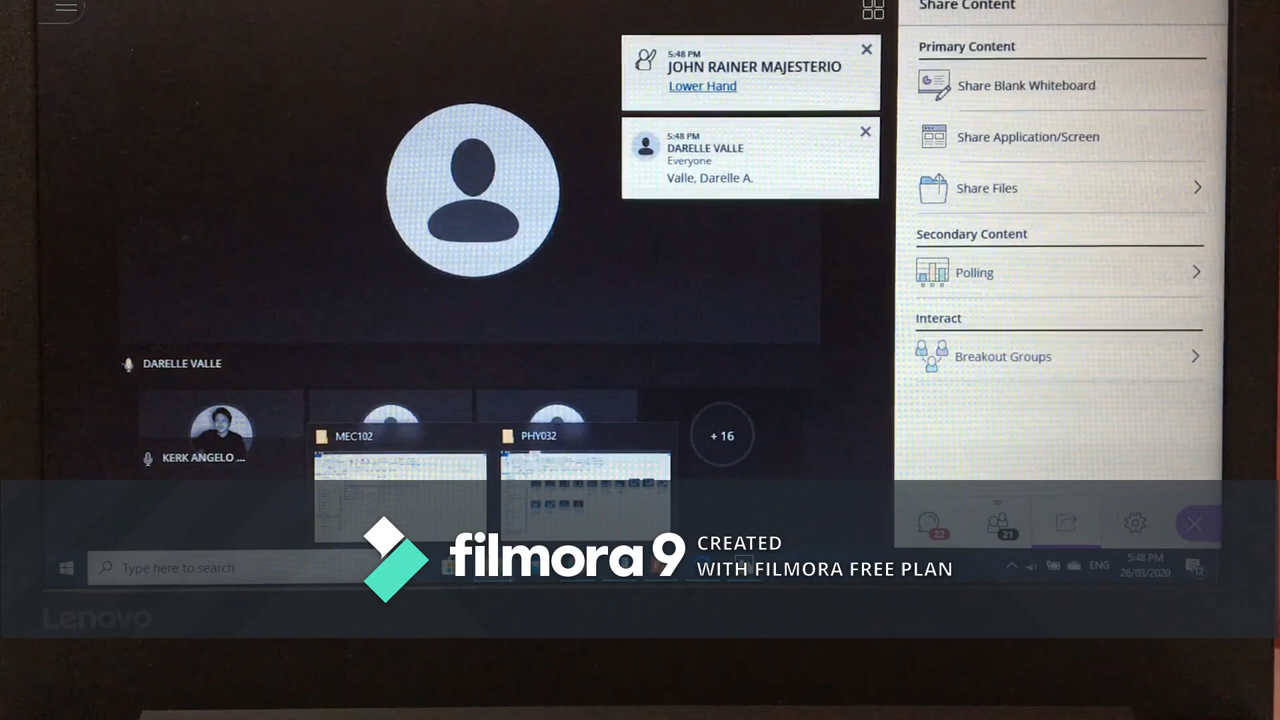 Share Content
5:48 PM
JOHN RAINER MAJESTERIO
Lower Hand
5:48 PM
DARELLE VALLE
Everyone
Valle, Darelle A.
Primary Content
Share Blank Whiteboard
Share Application/Screen
Share Files
Secondary Content
Polling
Interact
Breakout Groups
DARELLE VALLE
KERK ANGELO ...
MEC102
PHY032
+ 16
22
21
filmora9
CREATED
WITH FILMORA FREE PLAN
Type here to search
ENG
5:48 PM
26/03/2020
12
Lenovo